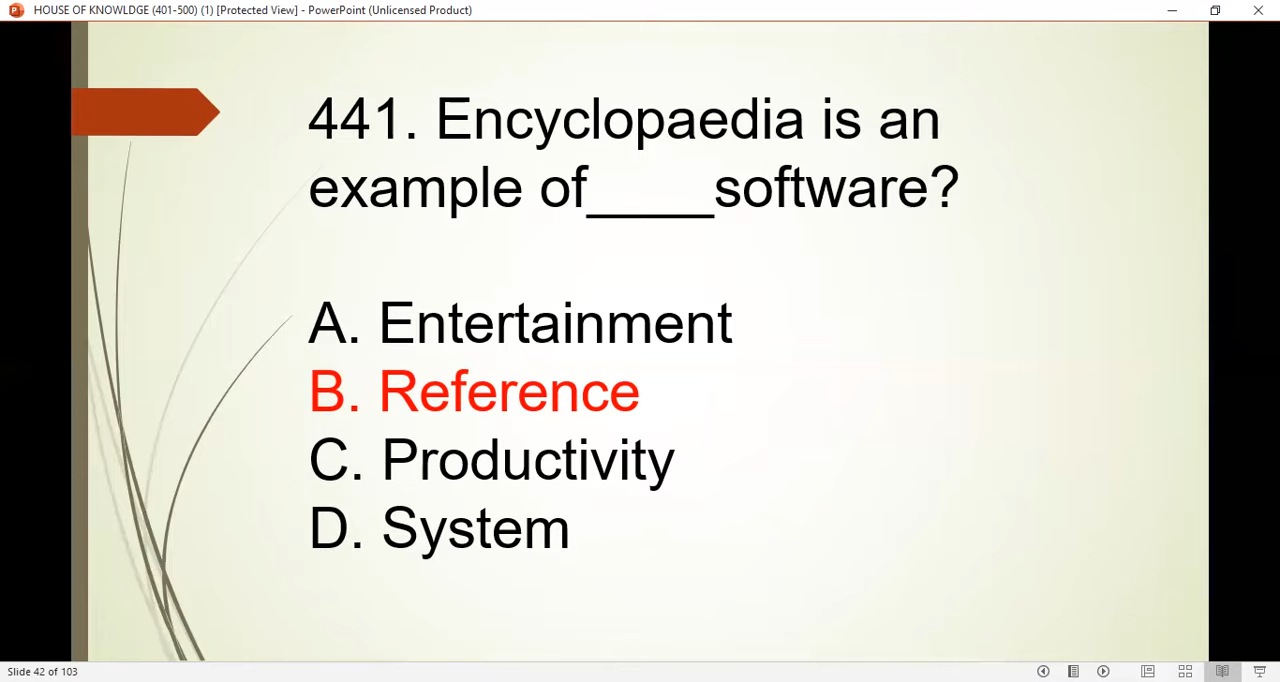 HOUSE OF KNOWLDGE (401-500) (1) [Protected View] - PowerPoint (Unlicensed Product)
441. Encyclopaedia is an
example of____software?
A. Entertainment
B. Reference
C. Productivity
D. System
Slide 42 of 103